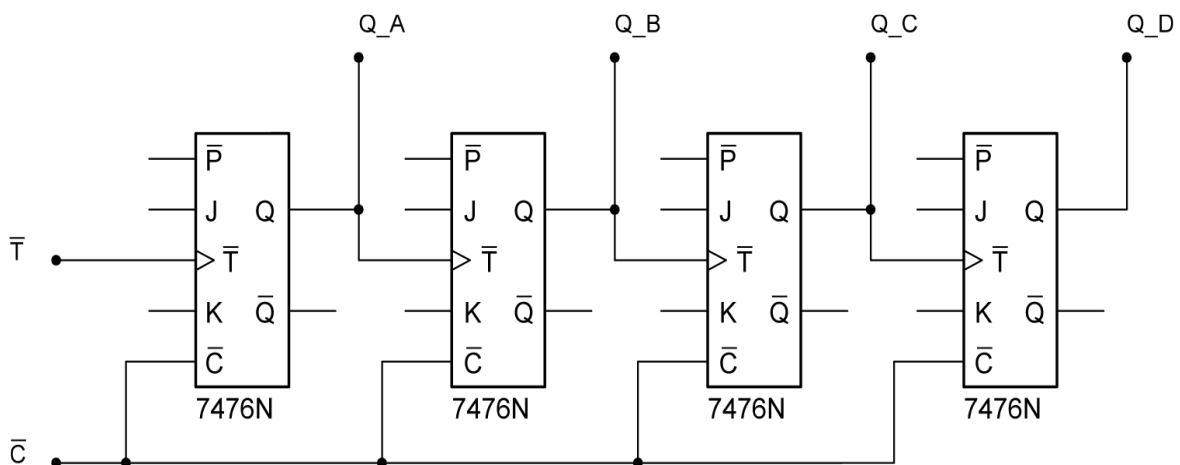 Q_A Q_B Q_C Q_D
P̅ P̅ P̅ P̅
J Q J Q J Q J Q
T̅ T̅ T̅ T̅ T̅
K Q̅ K Q̅ K Q̅ K Q̅
C̅ C̅ C̅ C̅
7476N 7476N 7476N 7476N
C̅